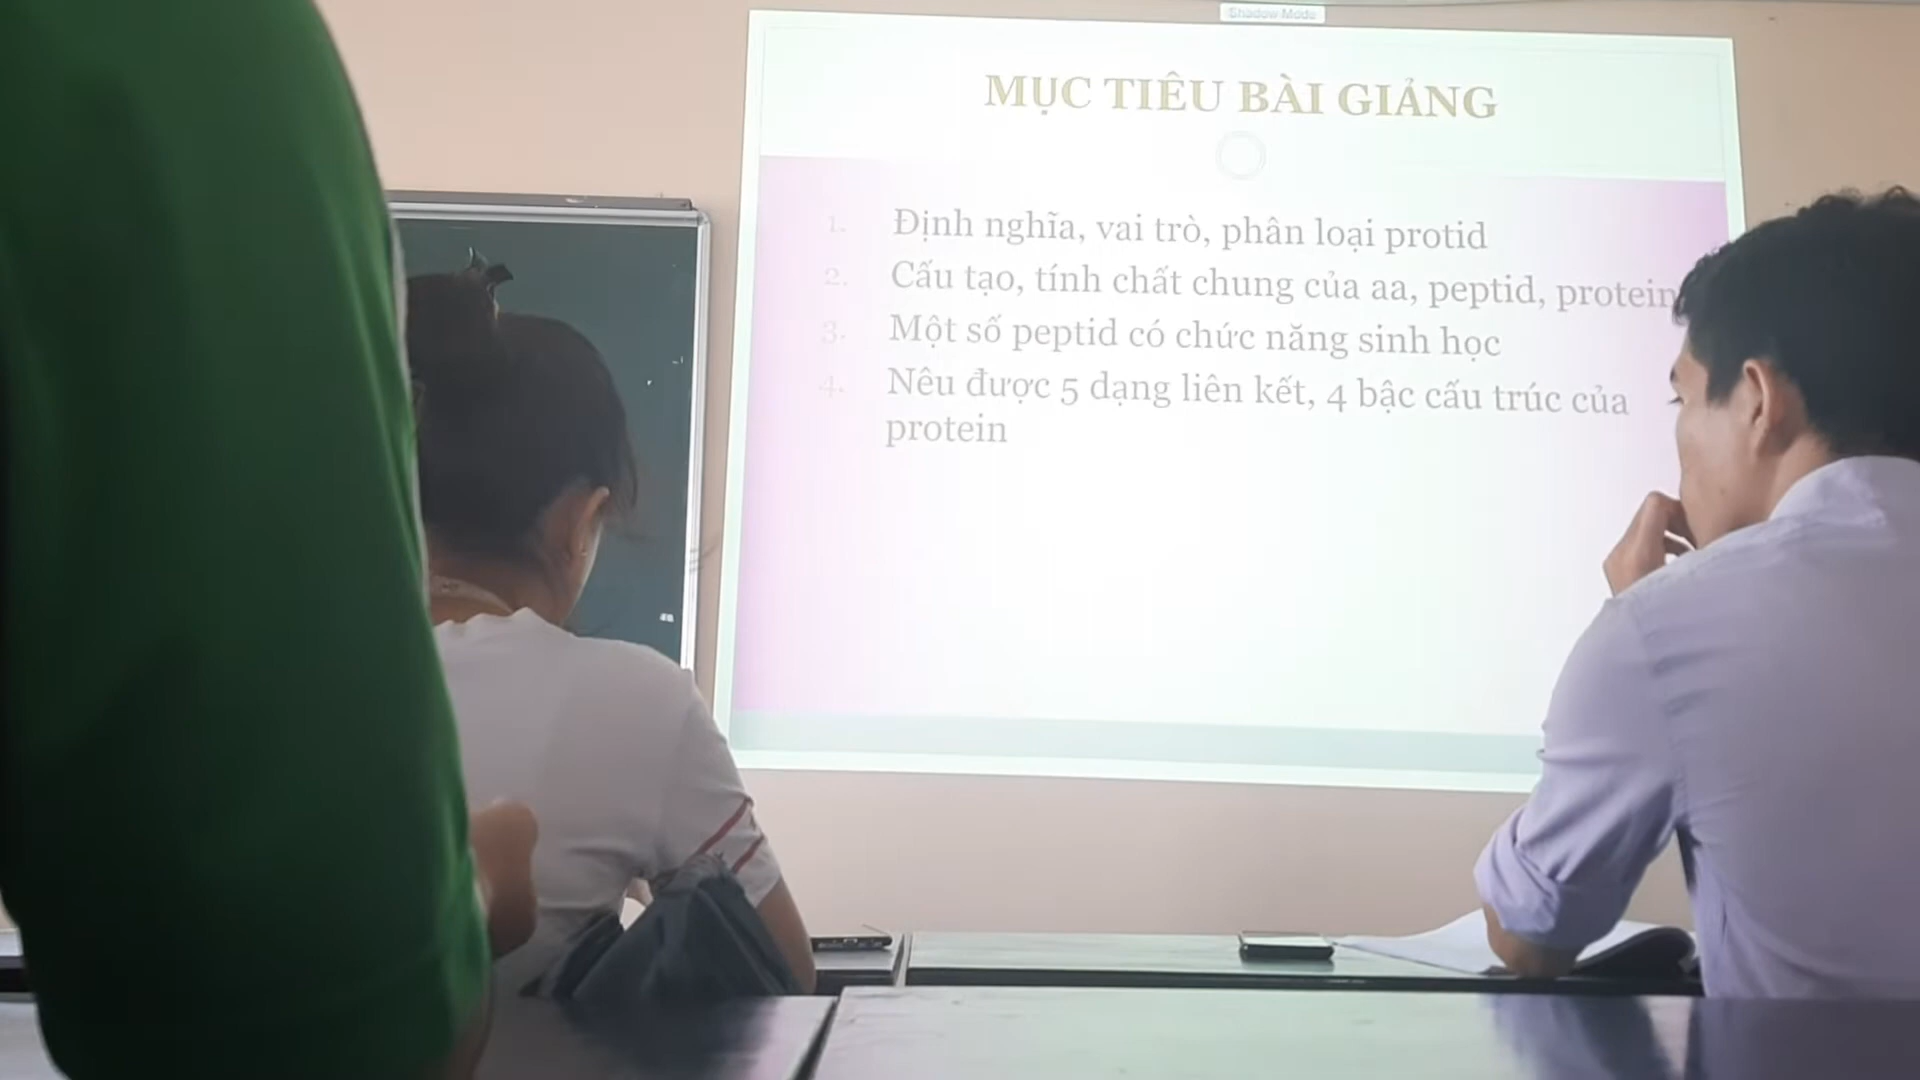 Shadow Mode
MỤC TIÊU BÀI GIẢNG
1. Định nghĩa, vai trò, phân loại protid
2. Cấu tạo, tính chất chung của aa, peptid, protein
3. Một số peptid có chức năng sinh học
4. Nêu được 5 dạng liên kết, 4 bậc cấu trúc của
protein